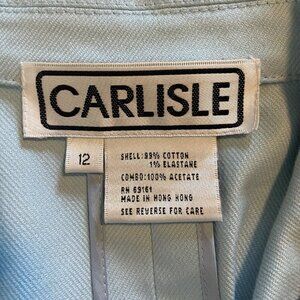 CARLISLE
12
SHELL: 99% COTTON
1% ELASTANE
COMBO: 100% ACETATE
RN 69161
MADE IN HONG KONG
SEE REVERSE FOR CARE